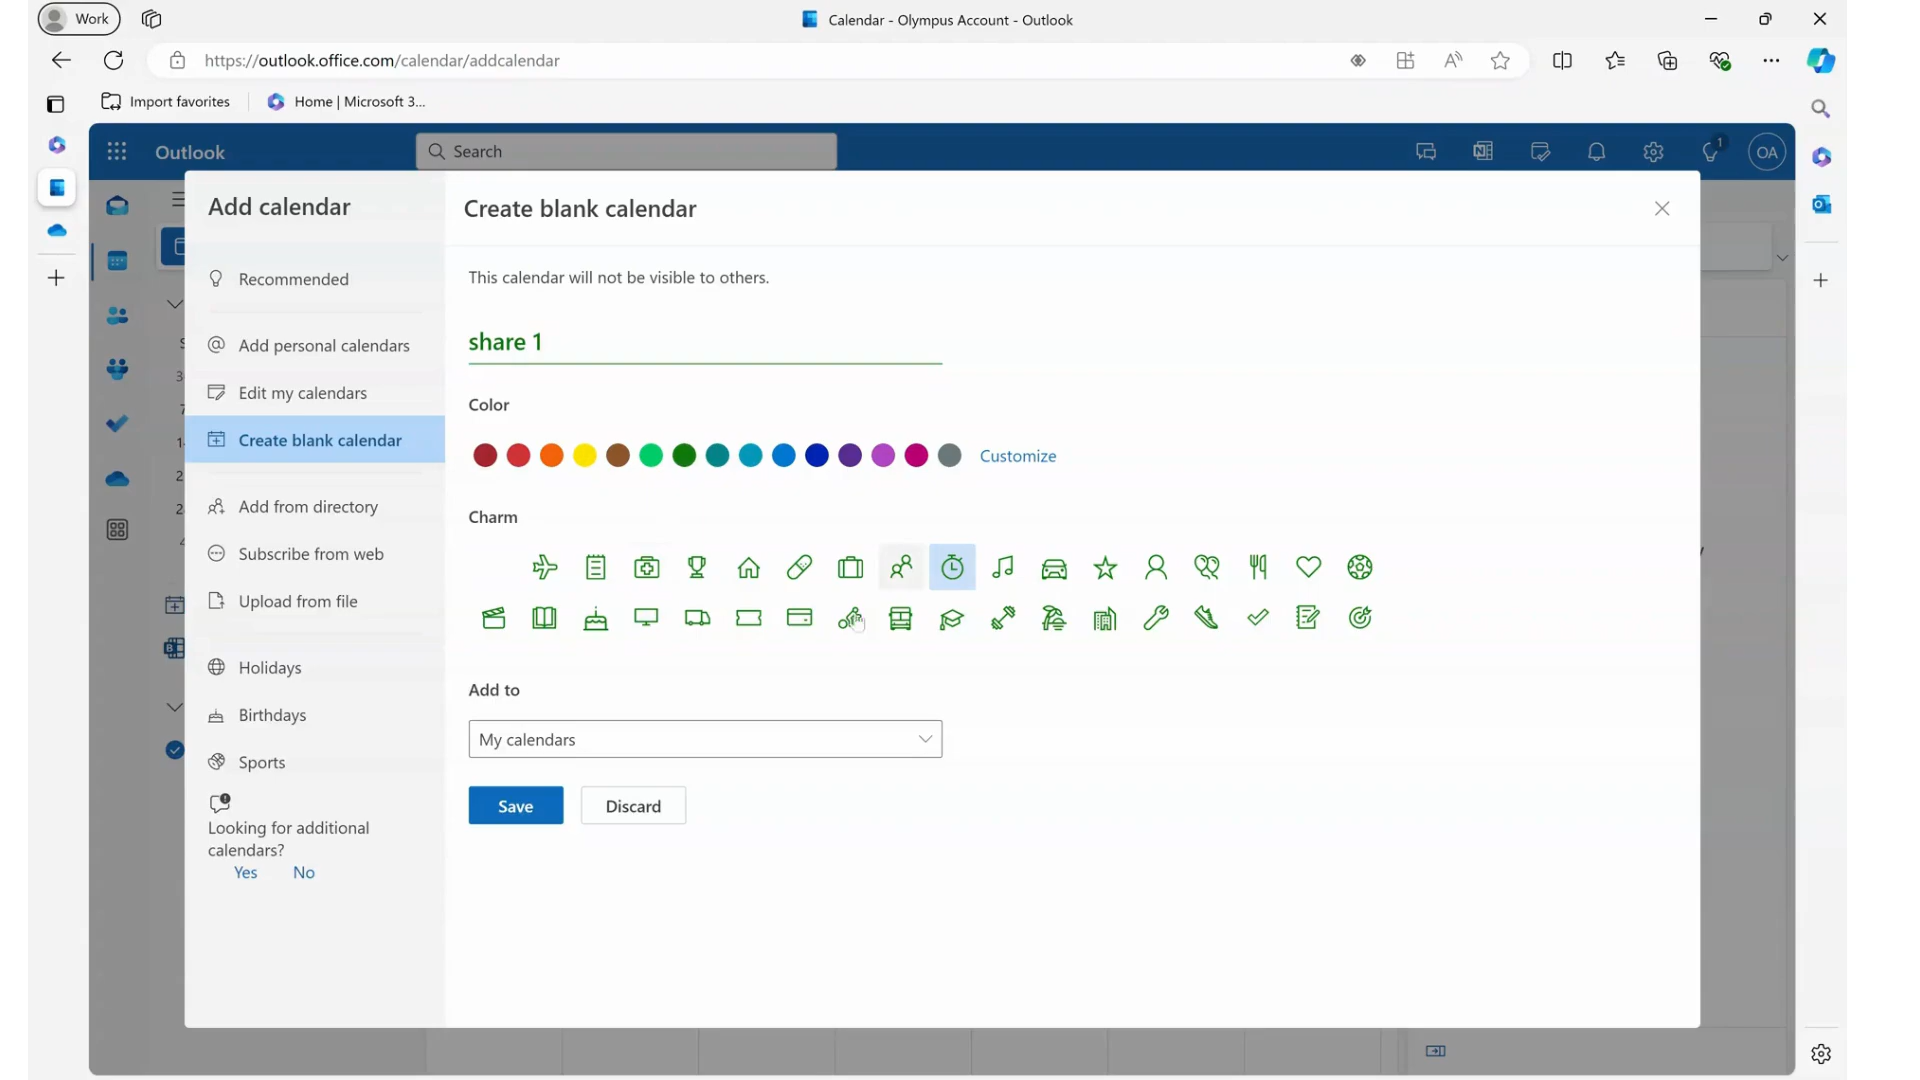 Work
Calendar - Olympus Account - Outlook
https://outlook.office.com/calendar/addcalendar
Import favorites
Home | Microsoft 3...
Outlook
Search
1
OA
Add calendar
Create blank calendar
Recommended
This calendar will not be visible to others.
share 1
Add personal calendars
Edit my calendars
Color
Create blank calendar
Customize
Add from directory
Charm
Subscribe from web
Upload from file
Holidays
Add to
Birthdays
My calendars
Sports
Save
Discard
Looking for additional
calendars?
Yes
No